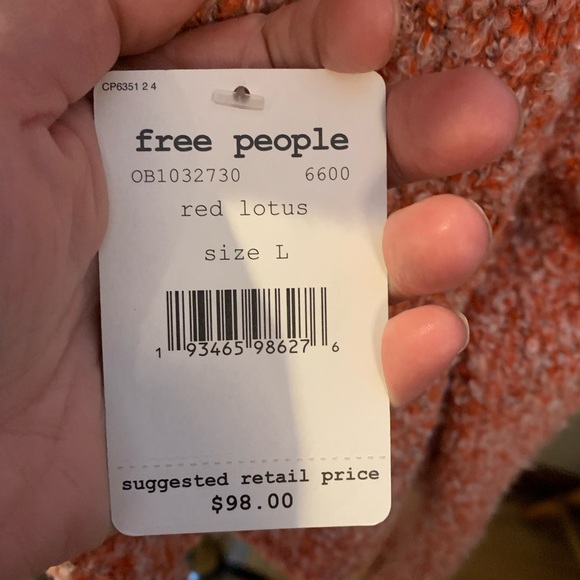 CP6351 2 4
free people
OB1032730 6600
red lotus
size L
1 93465 98627 6
suggested retail price
$98.00